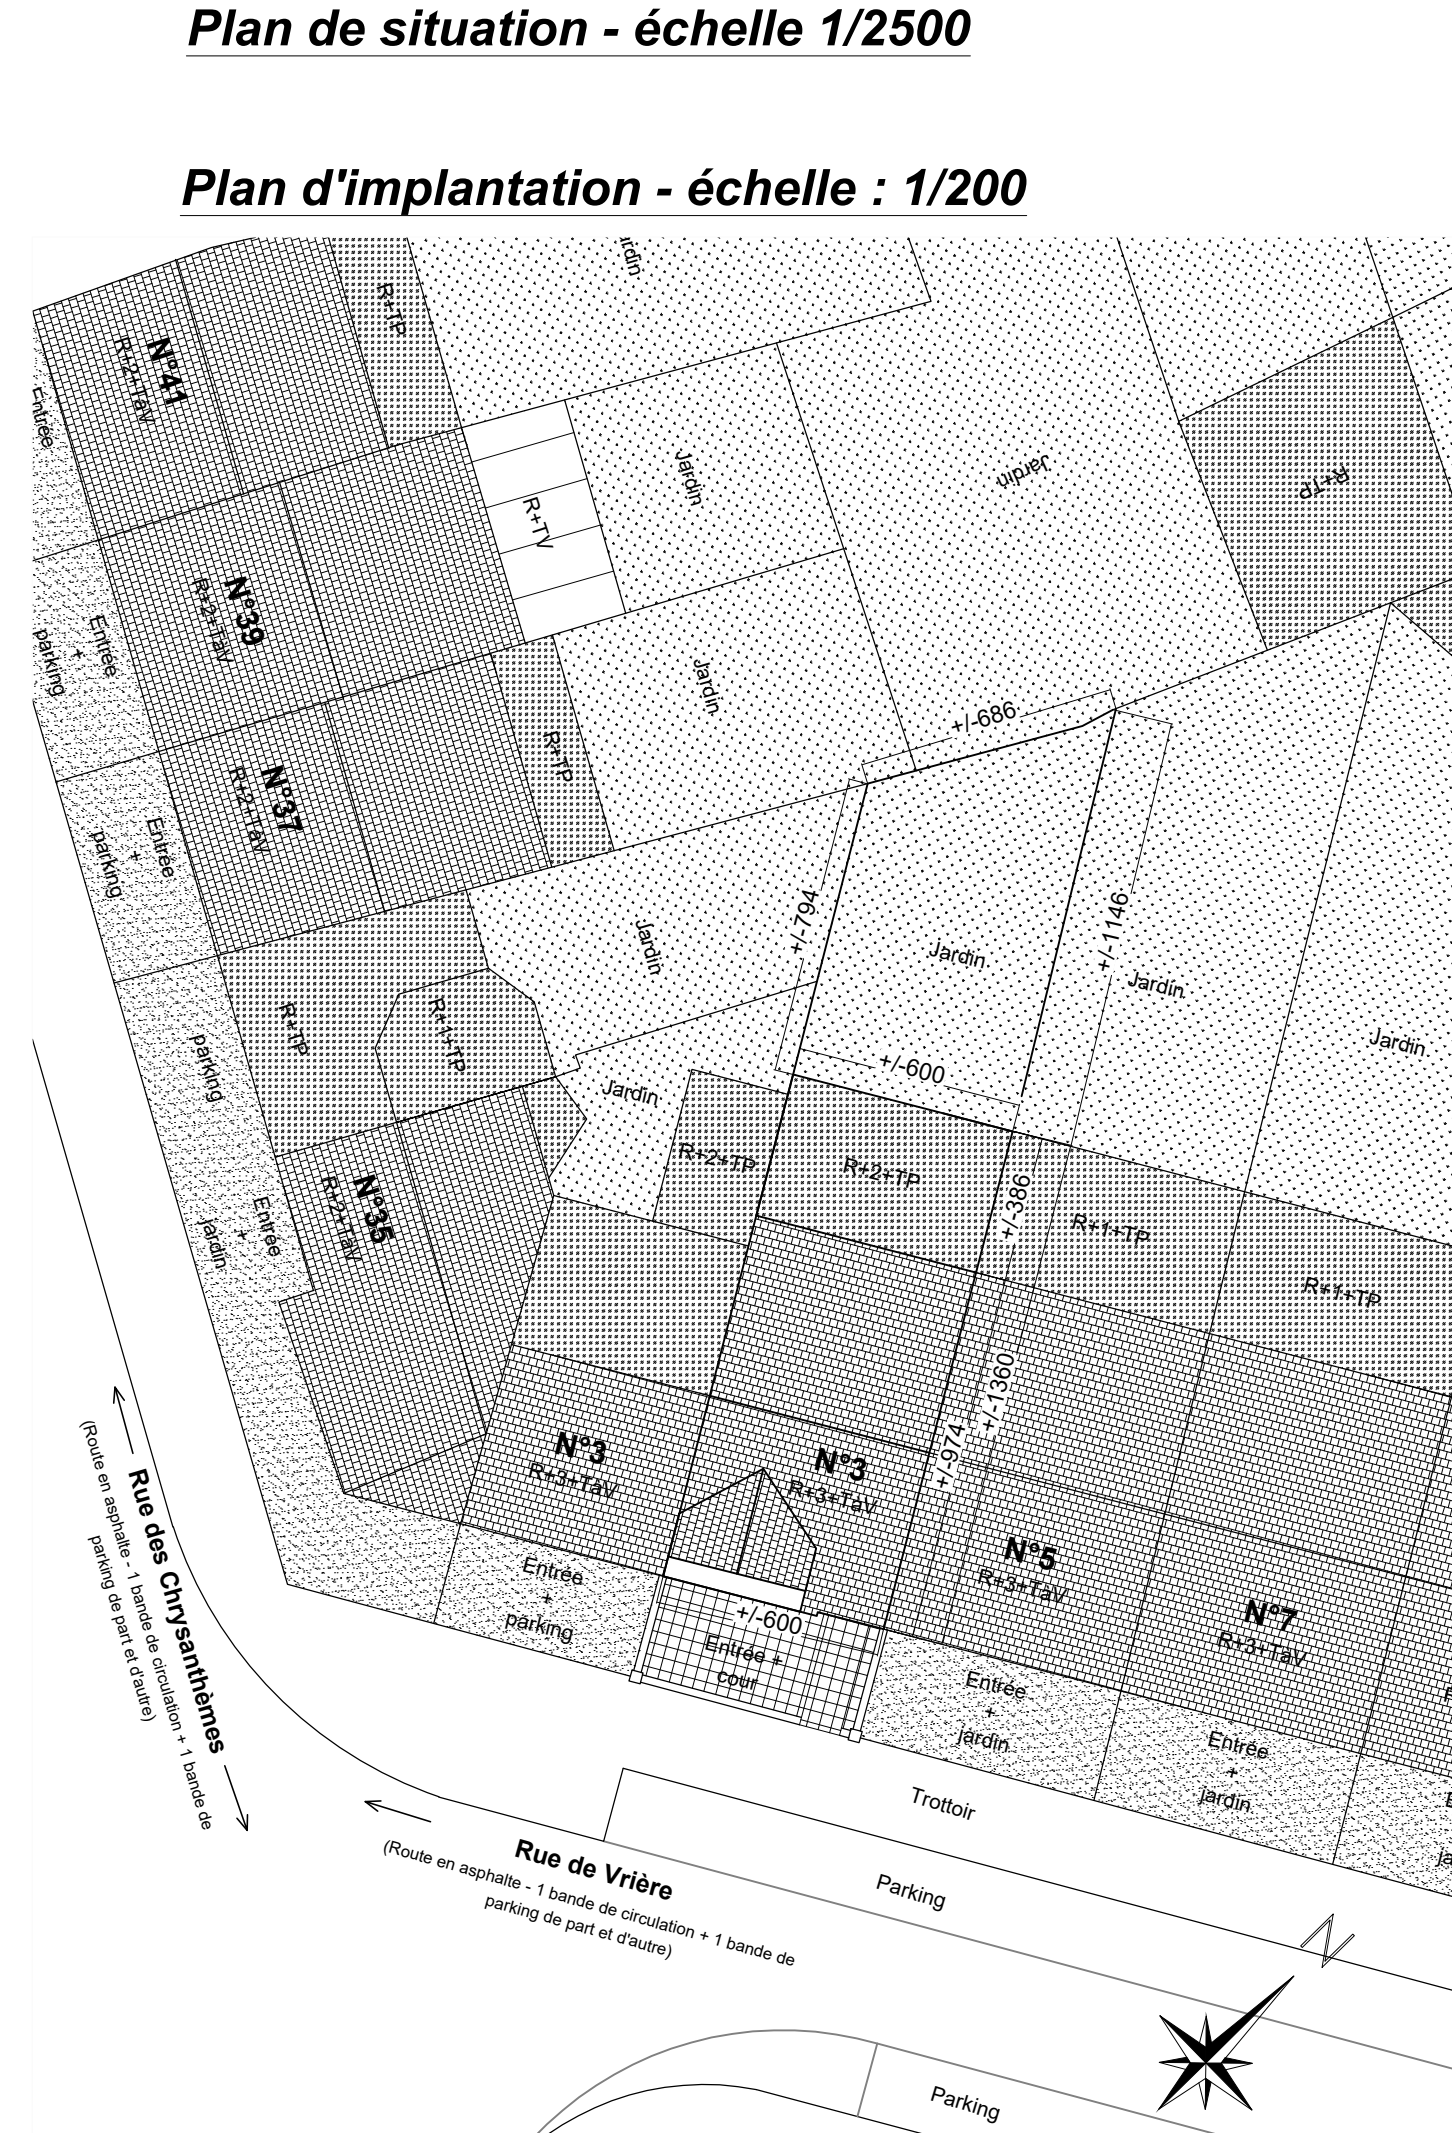 Plan de situation - échelle 1/2500
Plan d'implantation - échelle : 1/200
R+TP
N°41
R+2+TaV
Entrée
Jardin
Jardin
R+TP
R+TV
N°39
R+2+TaV
Entrée
+
parking
Jardin
+/-686
R+TP
N°37
R+2+TaV
Entrée
+
parking
+/-794
Jardin
Jardin
+/-1146
Jardin
Jardin
R+TP
R+1+TP
parking
+/-600
Jardin
R+2+TP
R+2+TP
+/-386
R+1+TP
R+1+TP
N°35
R+2+TaV
Entrée
+
jardin
+/-1360
+/-974
N°3
R+3+TaV
N°3
R+3+TaV
N°5
R+3+TaV
N°7
R+3+TaV
Entrée
+
parking
+/-600
Entrée +
cour
Entrée
+
jardin
Entrée
+
jardin
Rue des Chrysanthèmes
(Route en asphalte - 1 bande de circulation + 1 bande de
parking de part et d'autre)
Trottoir
Rue de Vrière
(Route en asphalte - 1 bande de circulation + 1 bande de
parking de part et d'autre)
Parking
N
Parking